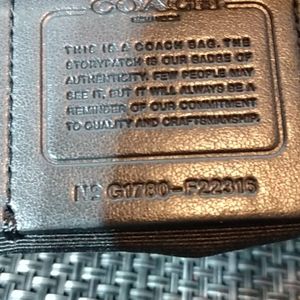 COACH
THIS IS A COACH BAG. THE
STORYPATCH IS OUR BADGE OF
AUTHENTICITY. FEW PEOPLE MAY
SEE IT, BUT IT WILL ALWAYS BE A
REMINDER OF OUR COMMITMENT
TO QUALITY AND CRAFTSMANSHIP.
Nº G1780-F22316